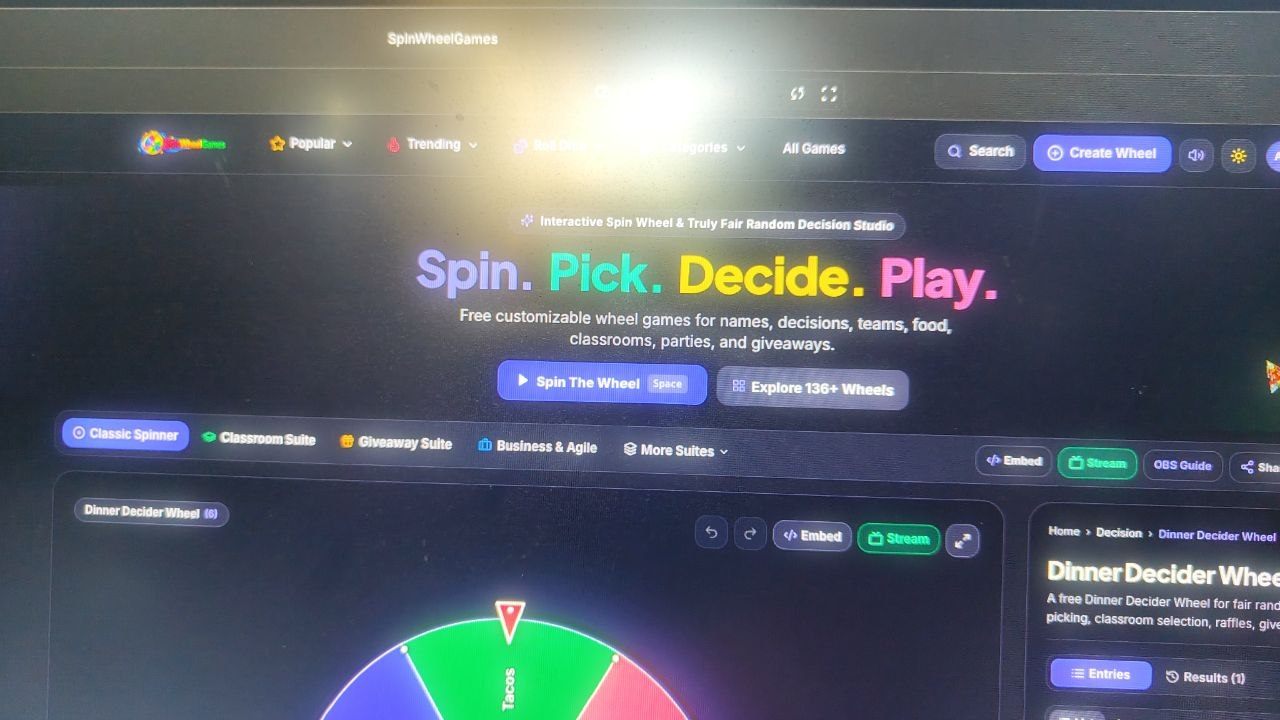 SpinWheelGames
Popular
Trending
All Games
Search
Create Wheel
Interactive Spin Wheel & Truly Fair Random Decision Studio
Spin. Pick. Decide. Play.
Free customizable wheel games for names, decisions, teams, food,
classrooms, parties, and giveaways.
Spin The Wheel Space
Explore 136+ Wheels
Classic Spinner
Classroom Suite
Giveaway Suite
Business & Agile
More Suites
Embed
Stream
OBS Guide
Dinner Decider Wheel (6)
Embed
Stream
Tacos
Home › Decision › Dinner Decider Wheel
Dinner Decider
A free Dinner Decider Wheel for fair
picking, classroom selection, raffles,
Entries
Results (1)